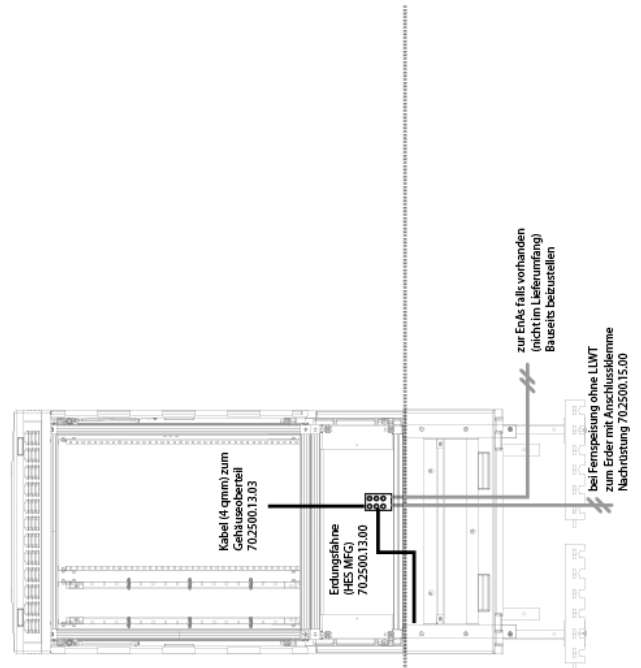 Kabel (4 qmm) zum
Gehäuseoberteil
70.2500.13.03
Erdungsfahne
(HES MFG)
70.2500.13.00
zur EnAs falls vorhanden
(nicht im Lieferumfang)
Bauseits beizustellen
bei Fernspeisung ohne LLWT
zum Erder mit Anschlussklemme
Nachrüstung 70.2500.15.00